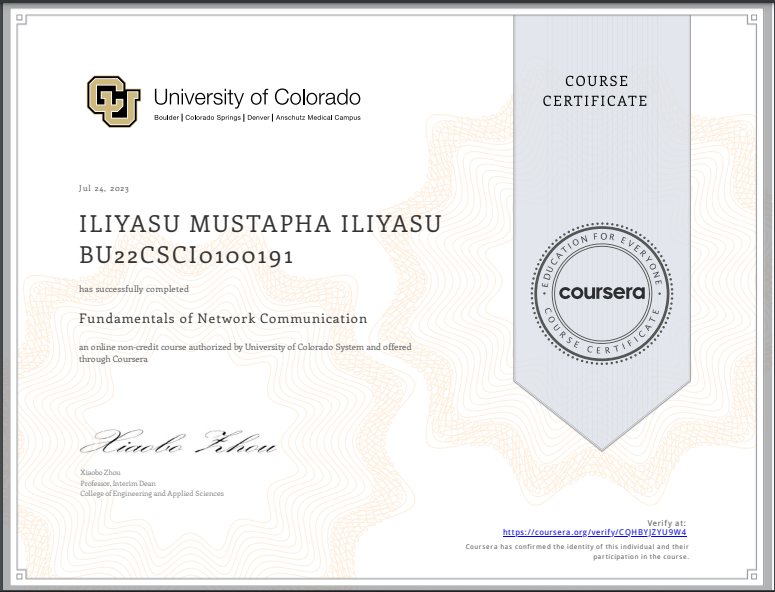 CU
University of Colorado
Boulder | Colorado Springs | Denver | Anschutz Medical Campus
COURSE
CERTIFICATE
Jul 24, 2023
ILIYASU MUSTAPHA ILIYASU
BU22CSCI0100191
has successfully completed
Fundamentals of Network Communication
an online non-credit course authorized by University of Colorado System and offered
through Coursera
EDUCATION FOR EVERYONE
coursera
COURSE CERTIFICATE
Xiaobo Zhou
Xiaobo Zhou
Professor, Interim Dean
College of Engineering and Applied Sciences
Verify at:
https://coursera.org/verify/CQHBYJZYU9W4
Coursera has confirmed the identity of this individual and their
participation in the course.